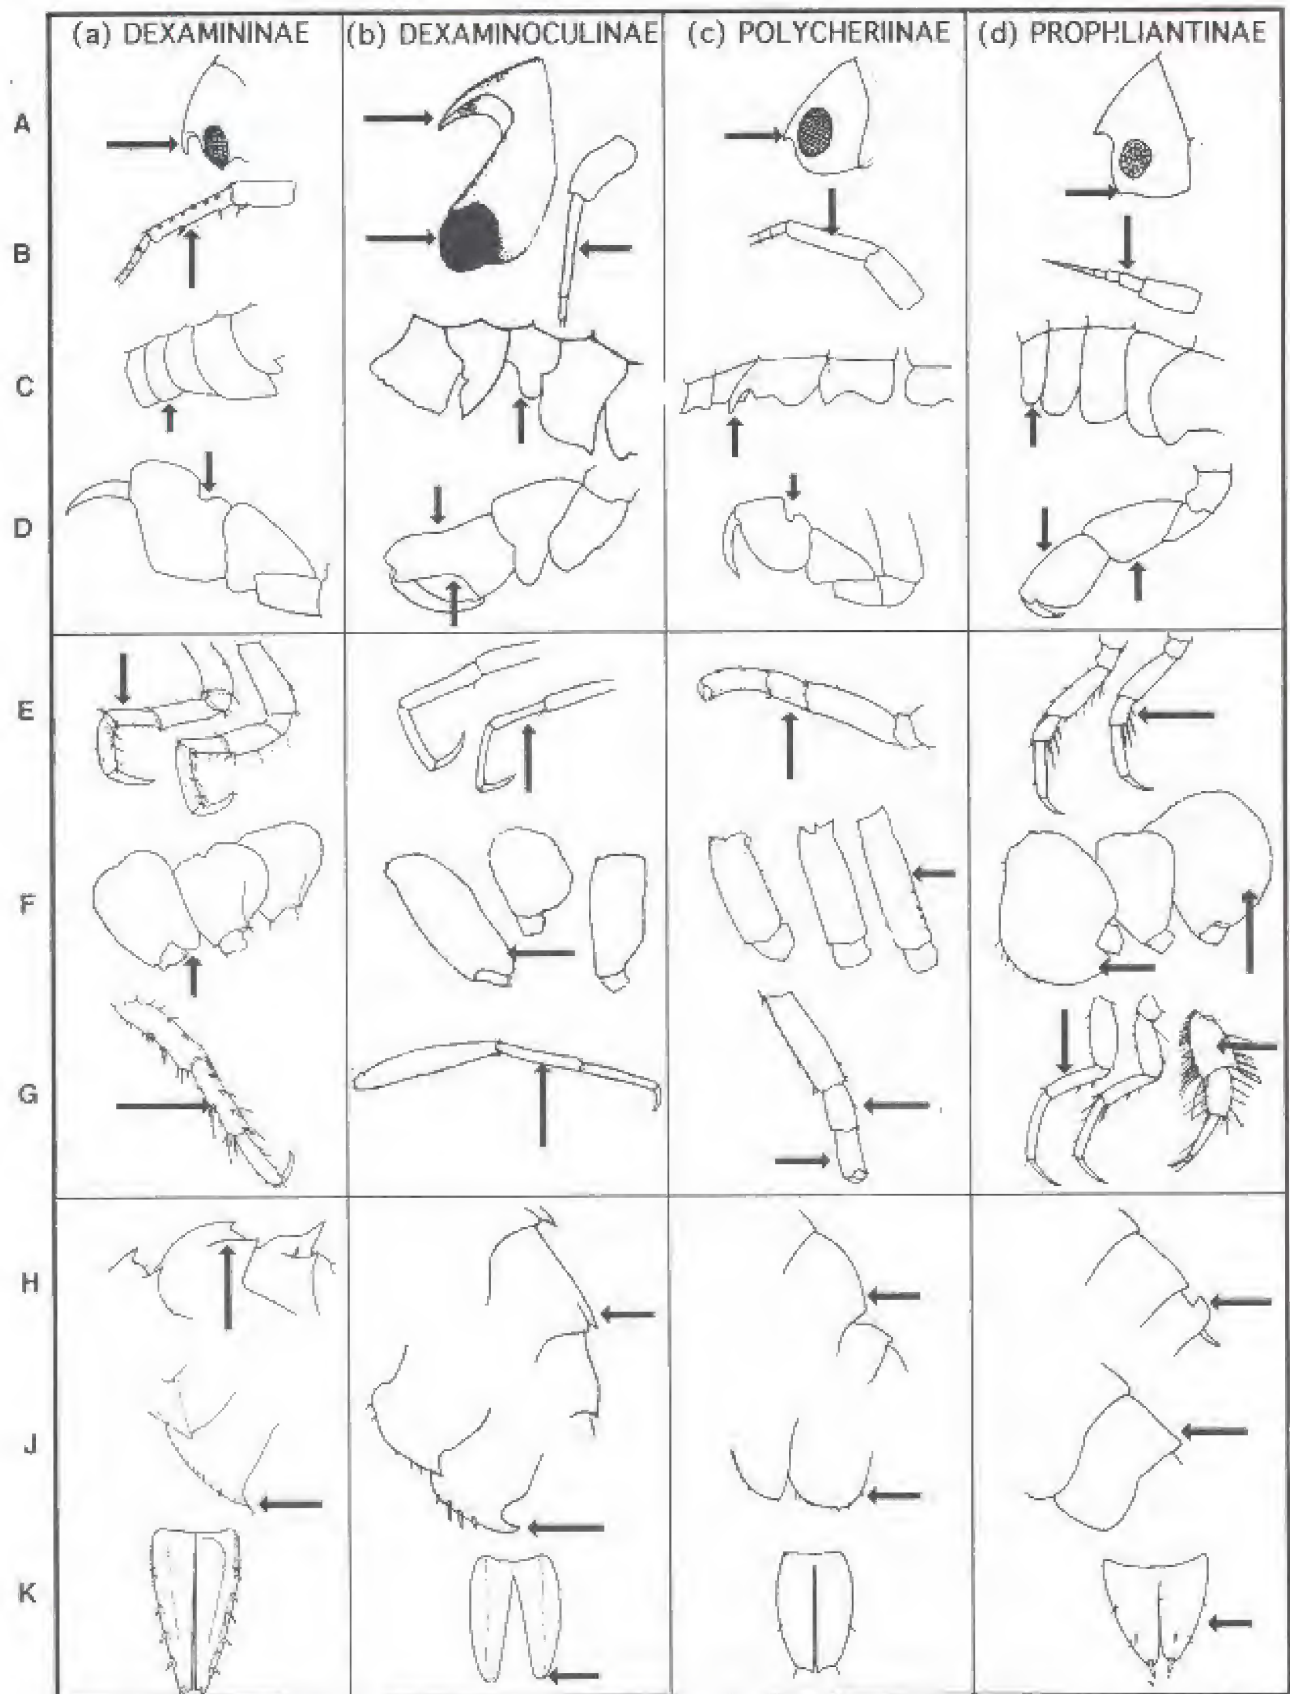 (a) DEXAMININAE (b) DEXAMINOCULINAE (c) POLYCHERIINAE (d) PROPHLIANTINAE
A
B
C
D
E
F
G
H
J
K